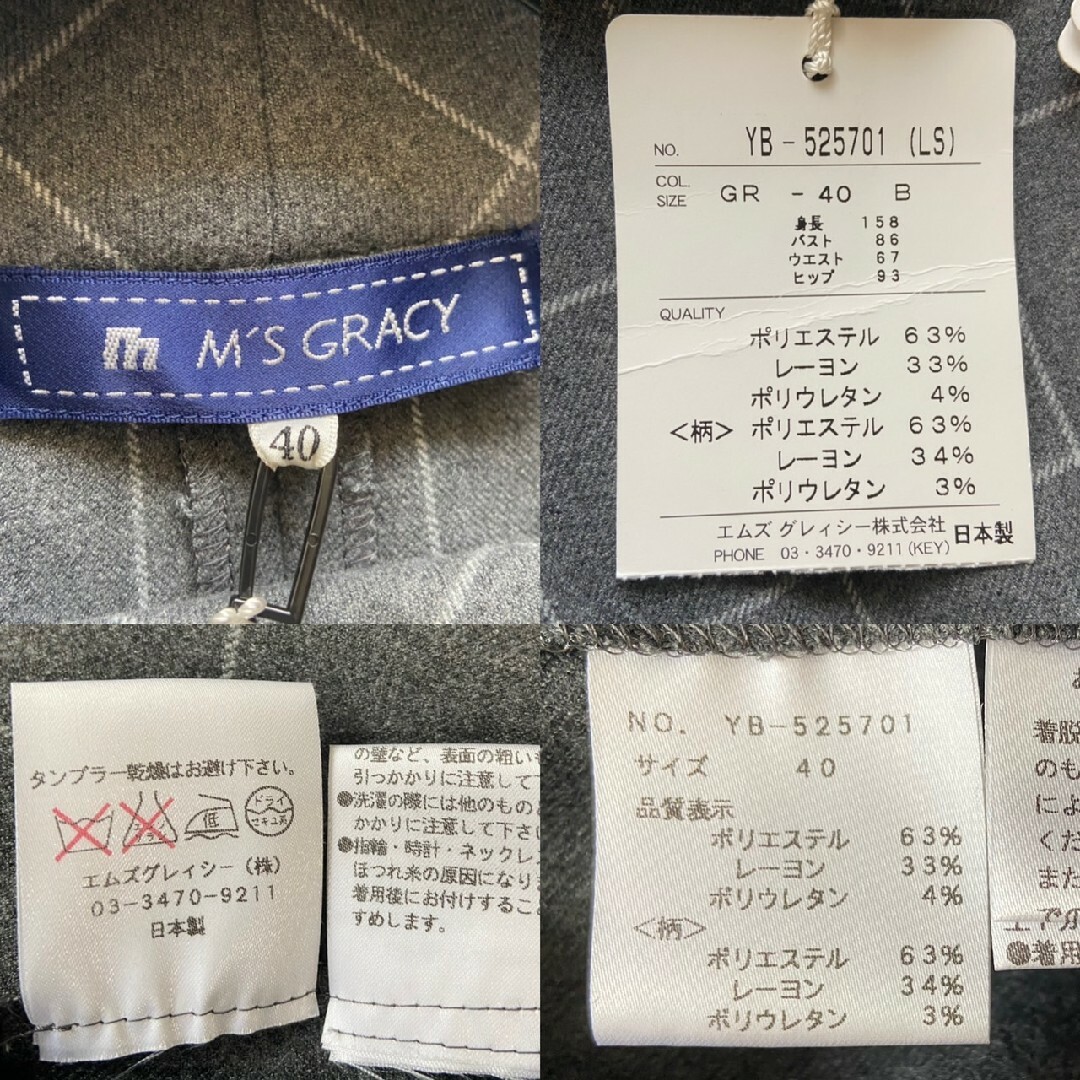 M'S GRACY
40
NO. YB-525701 (LS)
COL.
SIZE GR - 40 B
身長 158
バスト 86
ウエスト 67
ヒップ 93
QUALITY
ポリエステル 63%
レーヨン 33%
ポリウレタン 4%
<柄> ポリエステル 63%
レーヨン 34%
ポリウレタン 3%
エムズ グレィシー株式会社 日本製
PHONE 03・3470・9211 (KEY)
タンブラー乾燥はお避け下さい。
低
ドライ
セキユ系
エムズグレィシー (株)
03-3470-9211
日本製
の壁など、表面の粗い
引っかかりに注意して下
●洗濯の際には他のものと
かかりに注意して下さい
●指輪・時計・ネックレ
ほつれ糸の原因になりま
着用後にお付けするこ
すめします。
NO. YB-525701
サイズ 40
品質表示
ポリエステル 63%
レーヨン 33%
ポリウレタン 4%
<柄>
ポリエステル 63%
レーヨン 34%
ポリウレタン 3%
着脱
のも
によ
くだ
また
●着用